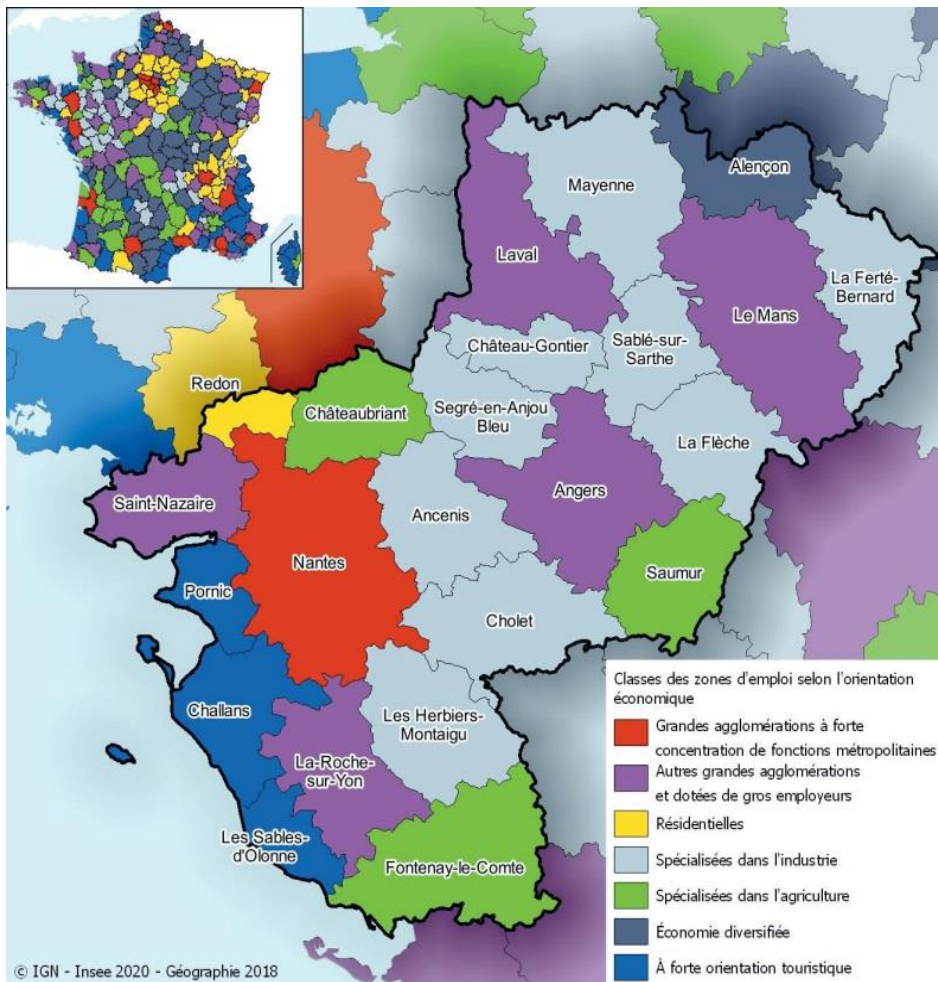 Alençon
Mayenne
Laval
La Ferté-
Bernard
Le Mans
Château-Gontier
Sablé-sur-
Sarthe
Redon
Châteaubriant
Segré-en-Anjou
Bleu
La Flèche
Saint-Nazaire
Ancenis
Angers
Nantes
Saumur
Pornic
Cholet
Challans
Les Herbiers-
Montaigu
La-Roche-
sur-Yon
Les Sables-
d'Olonne
Fontenay-le-Comte
Classes des zones d'emploi selon l'orientation
économique
Grandes agglomérations à forte
concentration de fonctions métropolitaines
Autres grandes agglomérations
et dotées de gros employeurs
Résidentielles
Spécialisées dans l'industrie
Spécialisées dans l'agriculture
Économie diversifiée
À forte orientation touristique
© IGN - Insee 2020 - Géographie 2018